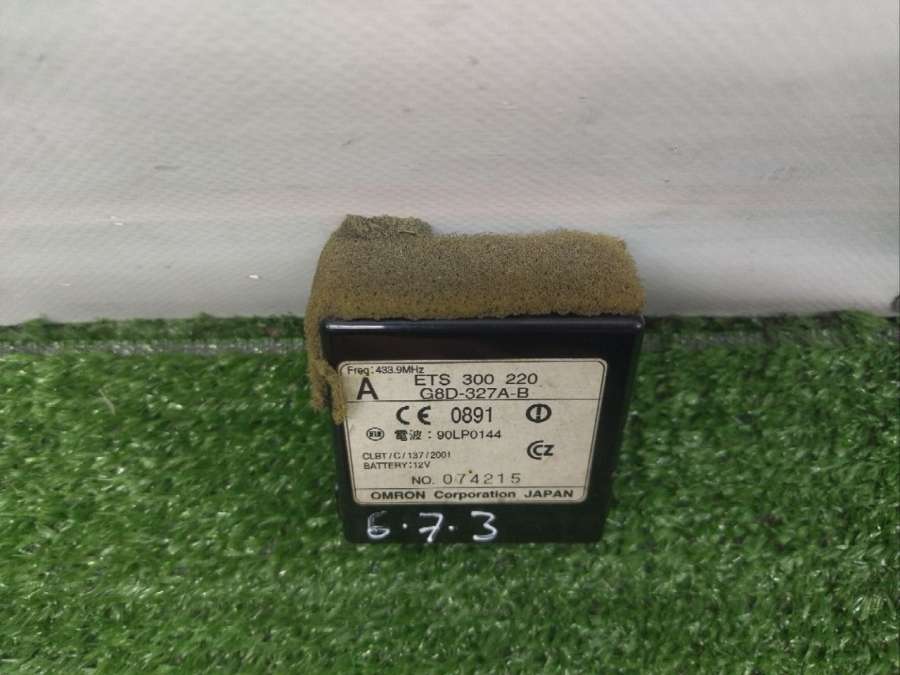 Freq: 433.9MHz
A ETS 300 220
G8D-327A-B
CE 0891
電波: 90LP0144
CLBT/C/137/2001
BATTERY:12V
NO. 074215
OMRON Corporation JAPAN
6.7.3